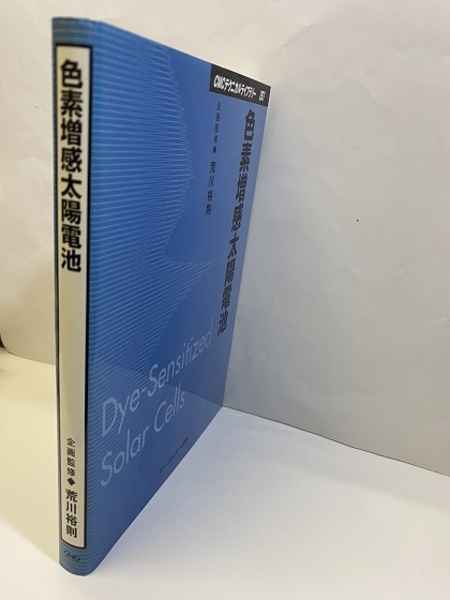 色素増感太陽電池
企画監修◆荒川裕則
CMC
CMCテクニカルライブラリー
色素増感太陽電池
企画監修◆荒川裕則
Dye-Sensitized
Solar Cells